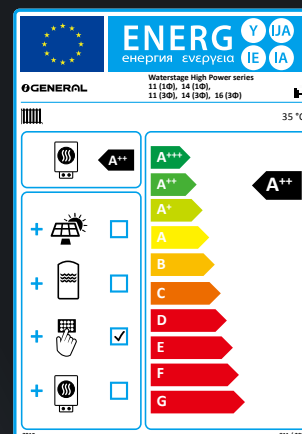 ENERG Y IJA
енергия ενεργεια IE IA
GENERAL
Waterstage High Power series
11 (1Φ), 14 (1Φ),
11 (3Φ), 14 (3Φ), 16 (3Φ)
35 °C
A++
A+++
A++
A++
A+
A
B
C
D
E
F
G